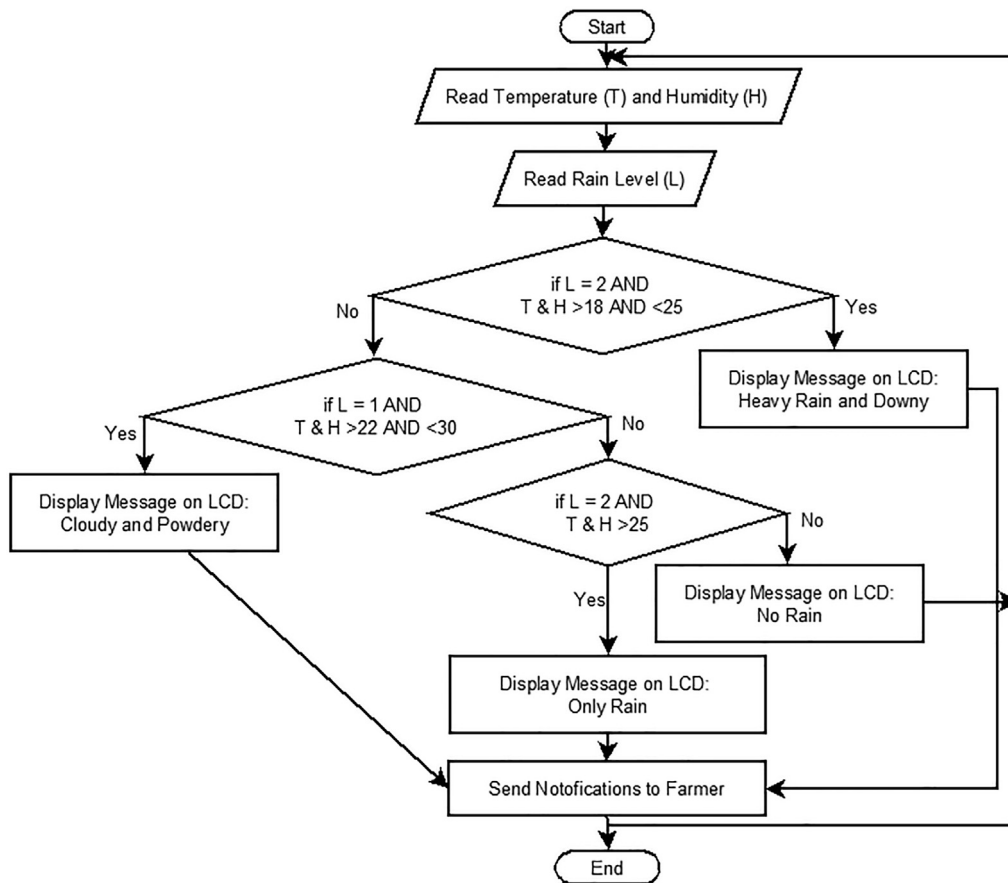 Start
Read Temperature (T) and Humidity (H)
Read Rain Level (L)
if L = 2 AND
T & H >18 AND <25
No
Yes
Display Message on LCD:
Heavy Rain and Downy
if L = 1 AND
T & H >22 AND <30
Yes
No
Display Message on LCD:
Cloudy and Powdery
if L = 2 AND
T & H >25
No
Yes
Display Message on LCD:
No Rain
Display Message on LCD:
Only Rain
Send Notofications to Farmer
End